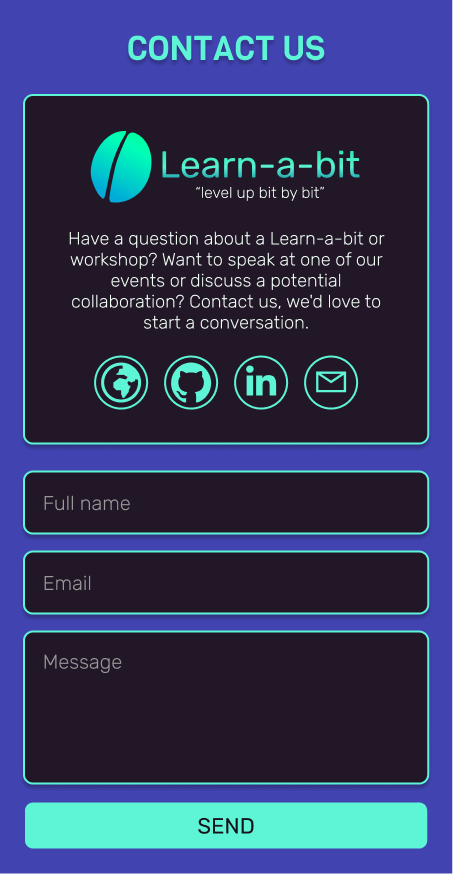 CONTACT US
Learn-a-bit
“level up bit by bit”
Have a question about a Learn-a-bit or
workshop? Want to speak at one of our
events or discuss a potential
collaboration? Contact us, we'd love to
start a conversation.
in
Full name
Email
Message
SEND